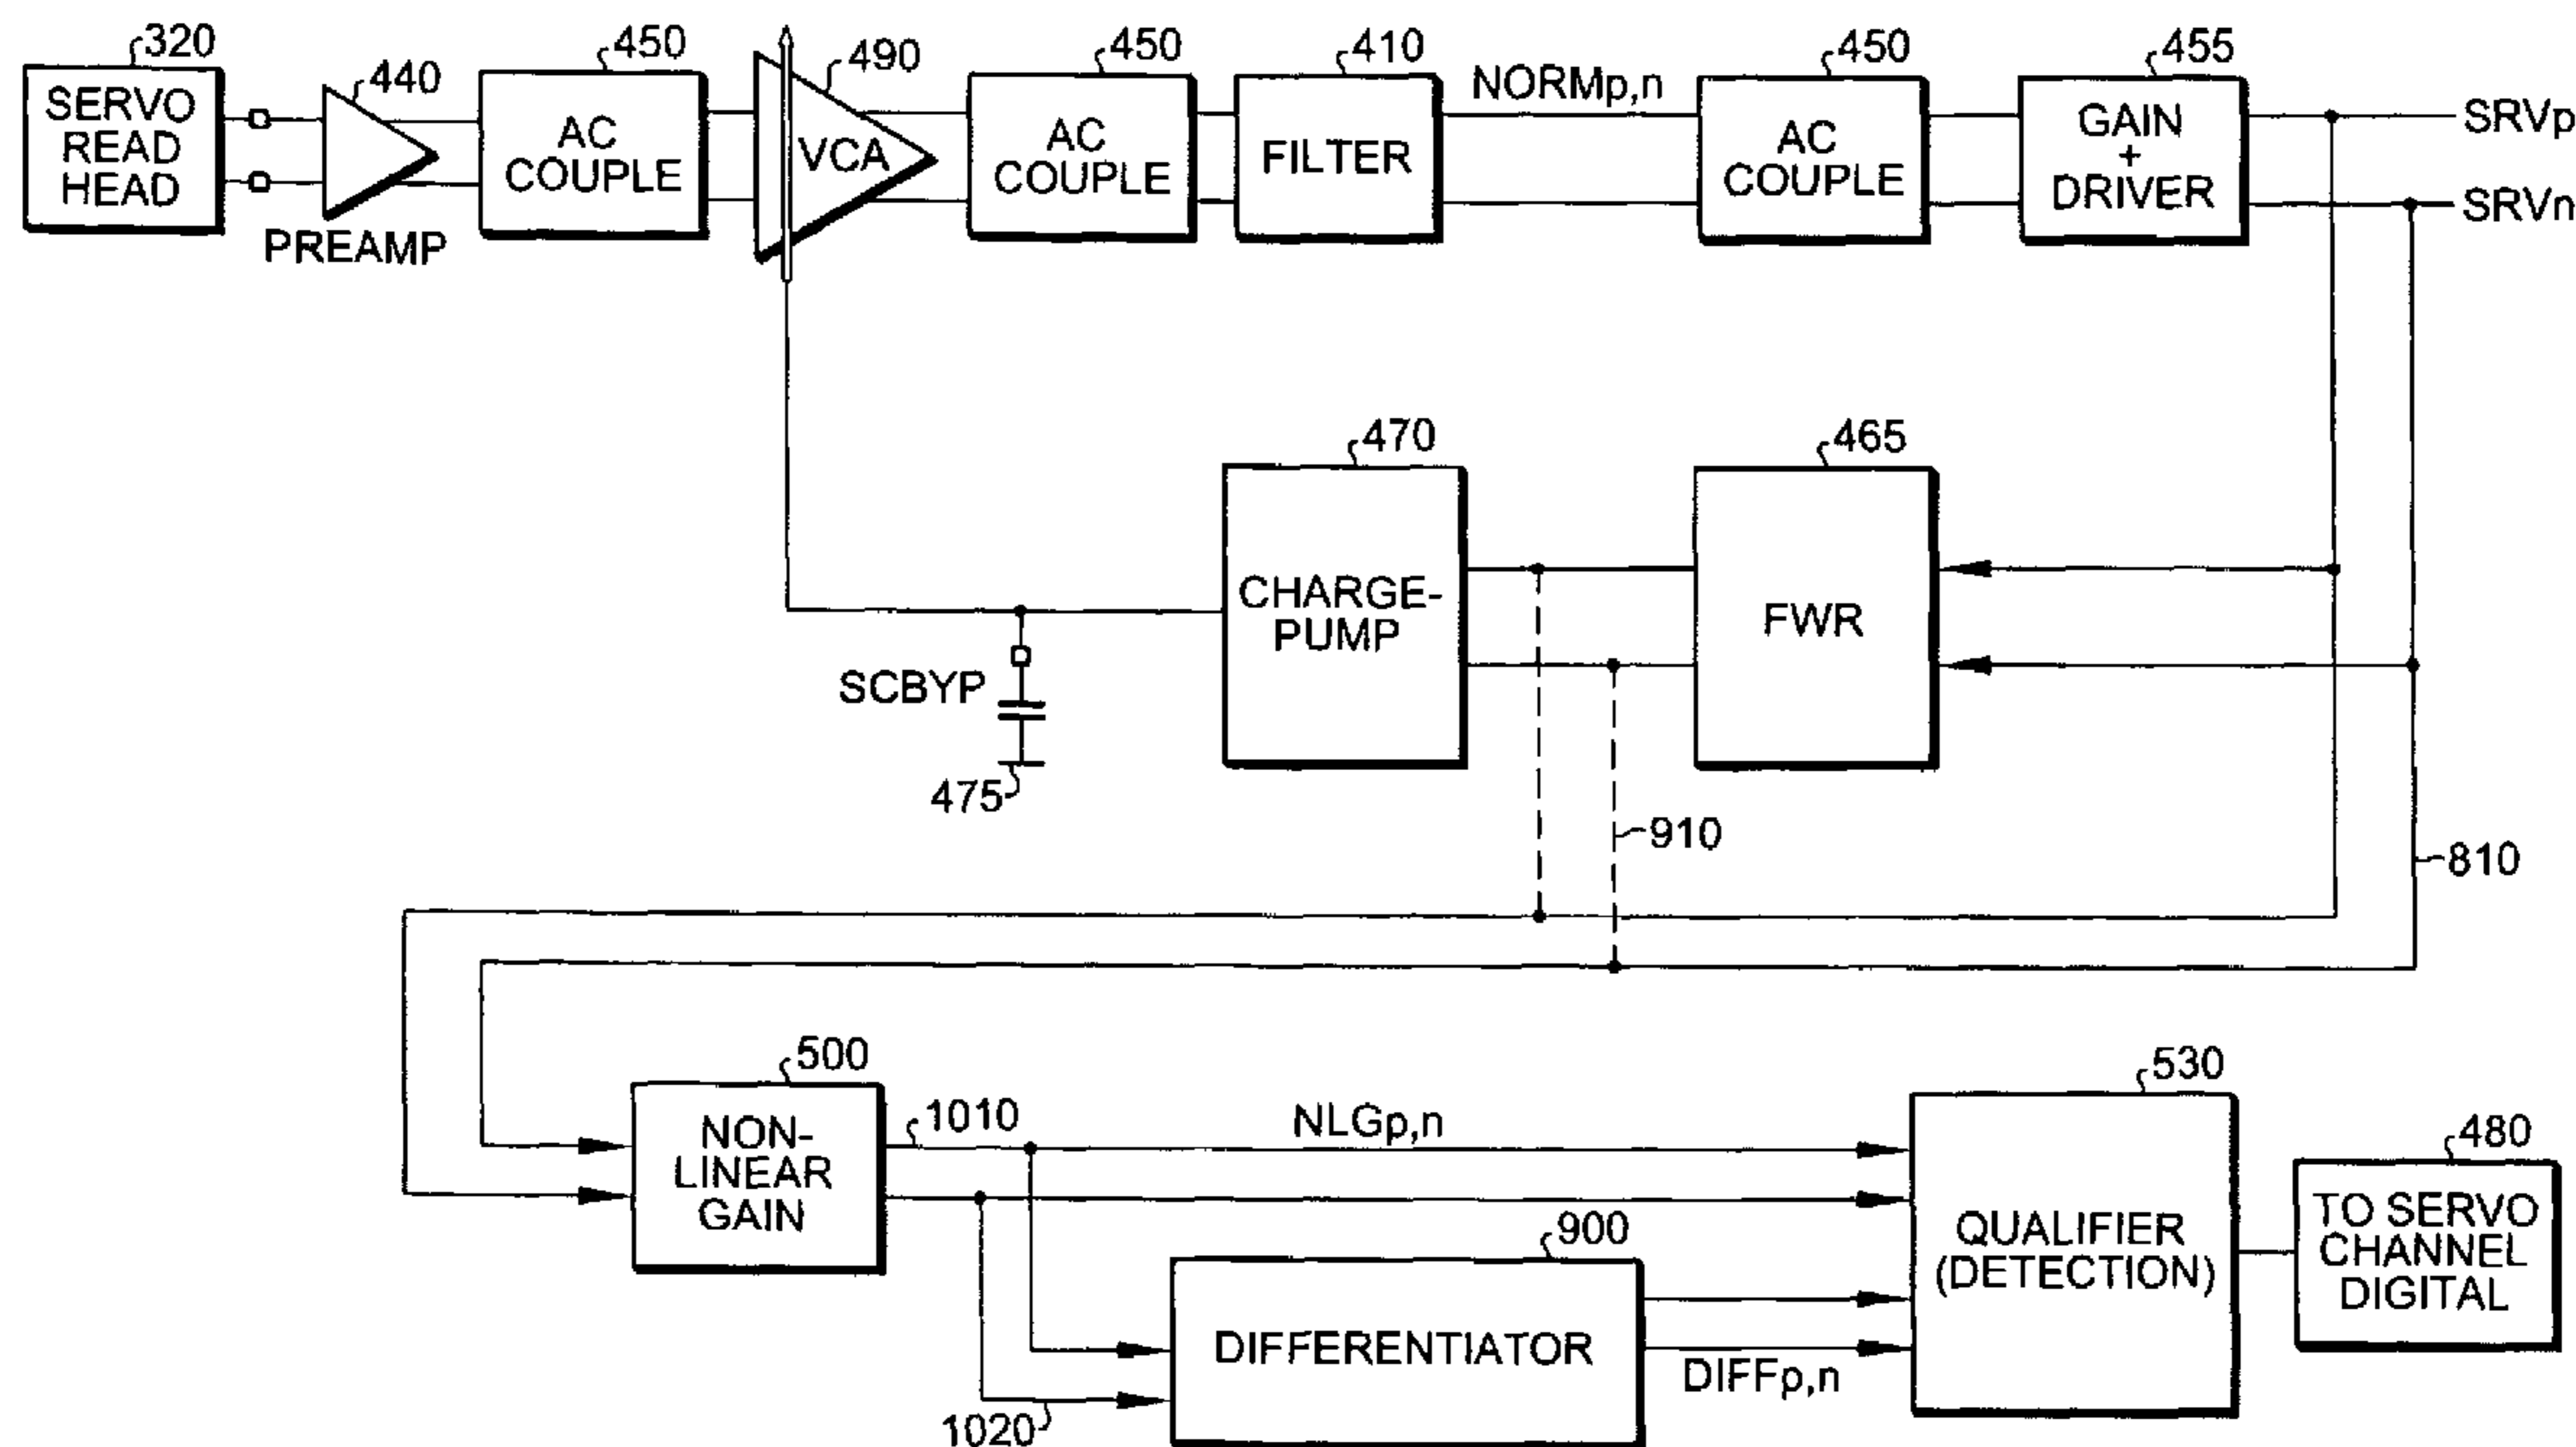 320
SERVO
READ
HEAD
440
PREAMP
450
AC
COUPLE
490
VCA
450
AC
COUPLE
410
FILTER
NORMp,n
450
AC
COUPLE
455
GAIN
+
DRIVER
SRVp
SRVn
470
CHARGE-
PUMP
465
FWR
SCBYP
475
910
810
500
NON-
LINEAR
GAIN
1010
NLGp,n
530
QUALIFIER
(DETECTION)
480
TO SERVO
CHANNEL
DIGITAL
900
DIFFERENTIATOR
DIFFp,n
1020